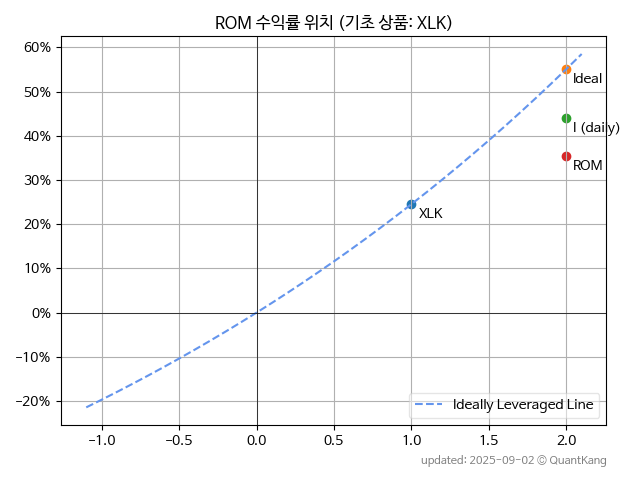 ROM 수익률 위치 (기초 상품: XLK)
60%
50%
40%
30%
20%
10%
0%
−10%
−20%
Ideal
I (daily)
ROM
XLK
Ideally Leveraged Line
−1.0 −0.5 0.0 0.5 1.0 1.5 2.0
updated: 2025-09-02 © QuantKang